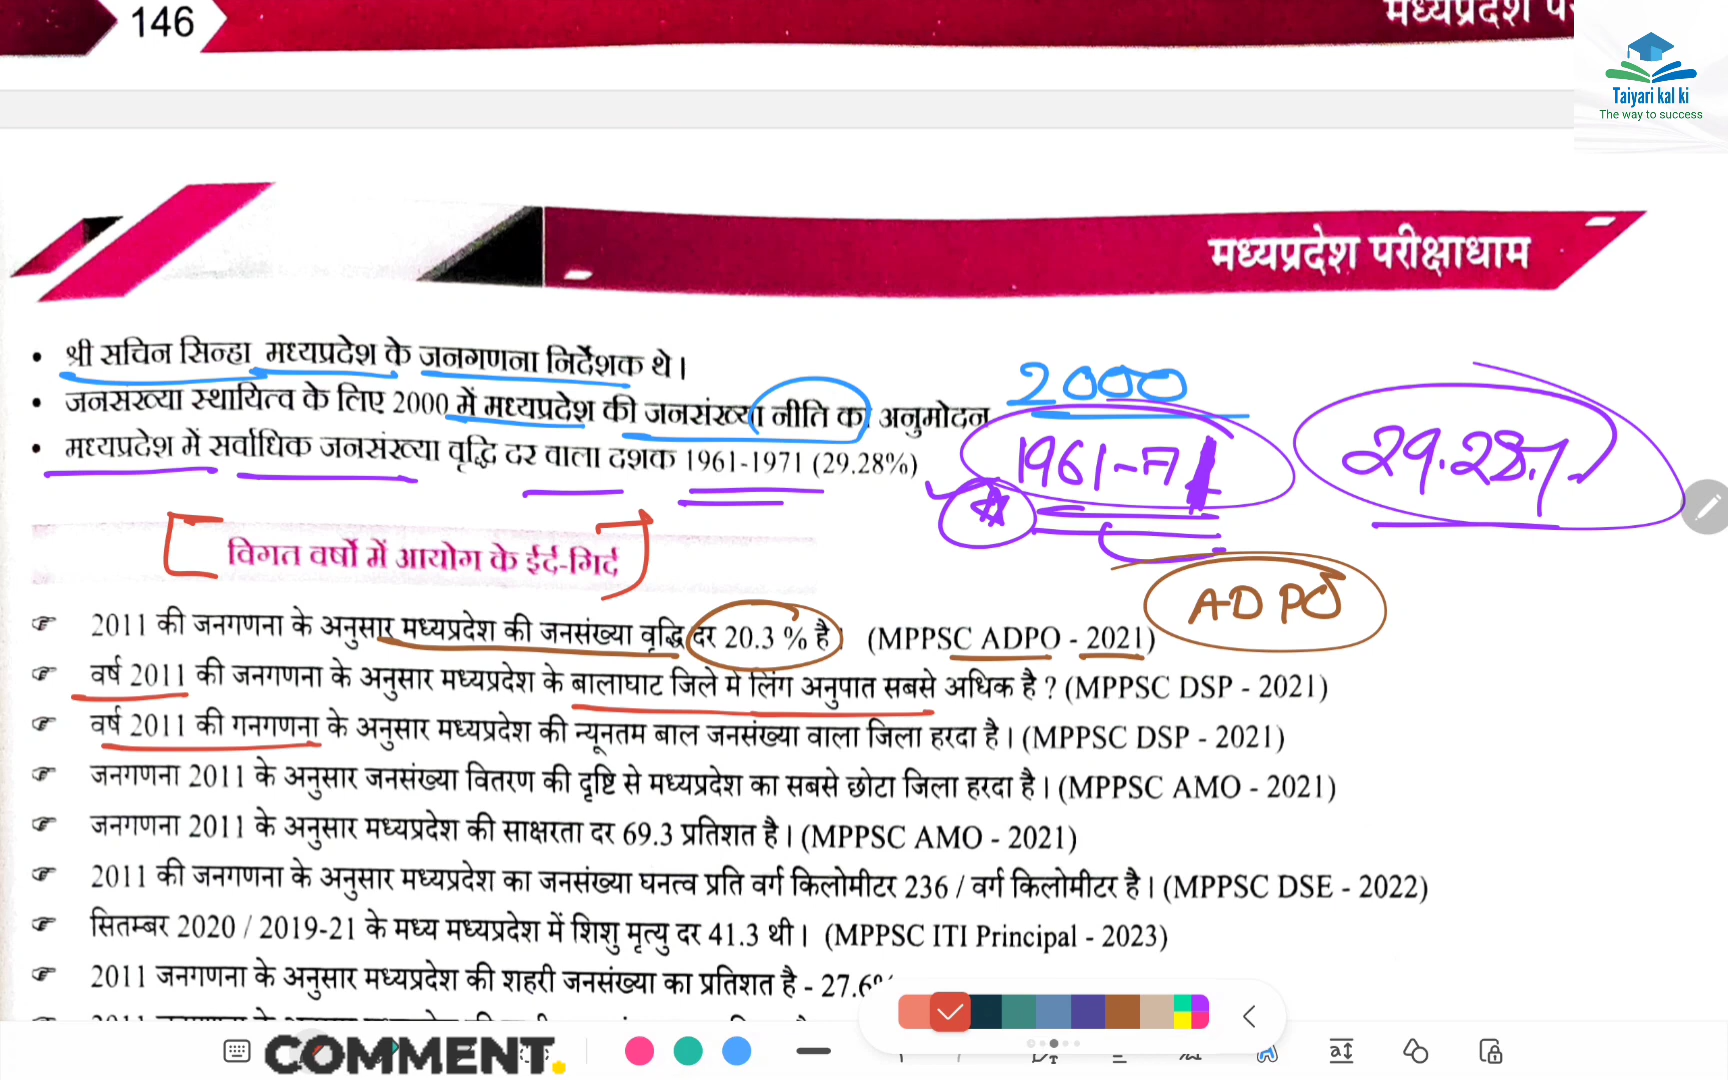 146
मध्यप्रदेश
Taiyari kal ki
The way to success
मध्यप्रदेश परीक्षाधाम
• श्री सचिन सिन्हा मध्यप्रदेश के जनगणना निर्देशक थे।
• जनसख्या स्थायित्व के लिए 2000 में मध्यप्रदेश की जनसंख्या नीति का अनुमोदन
• मध्यप्रदेश में सर्वाधिक जनसंख्या वृद्धि दर वाला दशक 1961-1971 (29.28%)
2000
1961-71
29.28%
विगत वर्षो में आयोग के ईर्द-गिर्द
ADPO
☞ 2011 की जनगणना के अनुसार मध्यप्रदेश की जनसंख्या वृद्धि दर 20.3 % है। (MPPSC ADPO - 2021)
☞ वर्ष 2011 की जनगणना के अनुसार मध्यप्रदेश के बालाघाट जिले मे लिंग अनुपात सबसे अधिक है ? (MPPSC DSP - 2021)
☞ वर्ष 2011 की गनगणना के अनुसार मध्यप्रदेश की न्यूनतम बाल जनसंख्या वाला जिला हरदा है। (MPPSC DSP - 2021)
☞ जनगणना 2011 के अनुसार जनसंख्या वितरण की दृष्टि से मध्यप्रदेश का सबसे छोटा जिला हरदा है। (MPPSC AMO - 2021)
☞ जनगणना 2011 के अनुसार मध्यप्रदेश की साक्षरता दर 69.3 प्रतिशत है। (MPPSC AMO - 2021)
☞ 2011 की जनगणना के अनुसार मध्यप्रदेश का जनसंख्या घनत्व प्रति वर्ग किलोमीटर 236 / वर्ग किलोमीटर है। (MPPSC DSE - 2022)
☞ सितम्बर 2020 / 2019-21 के मध्य मध्यप्रदेश में शिशु मृत्यु दर 41.3 थी। (MPPSC ITI Principal - 2023)
☞ 2011 जनगणना के अनुसार मध्यप्रदेश की शहरी जनसंख्या का प्रतिशत है - 27.6%
COMMENT.